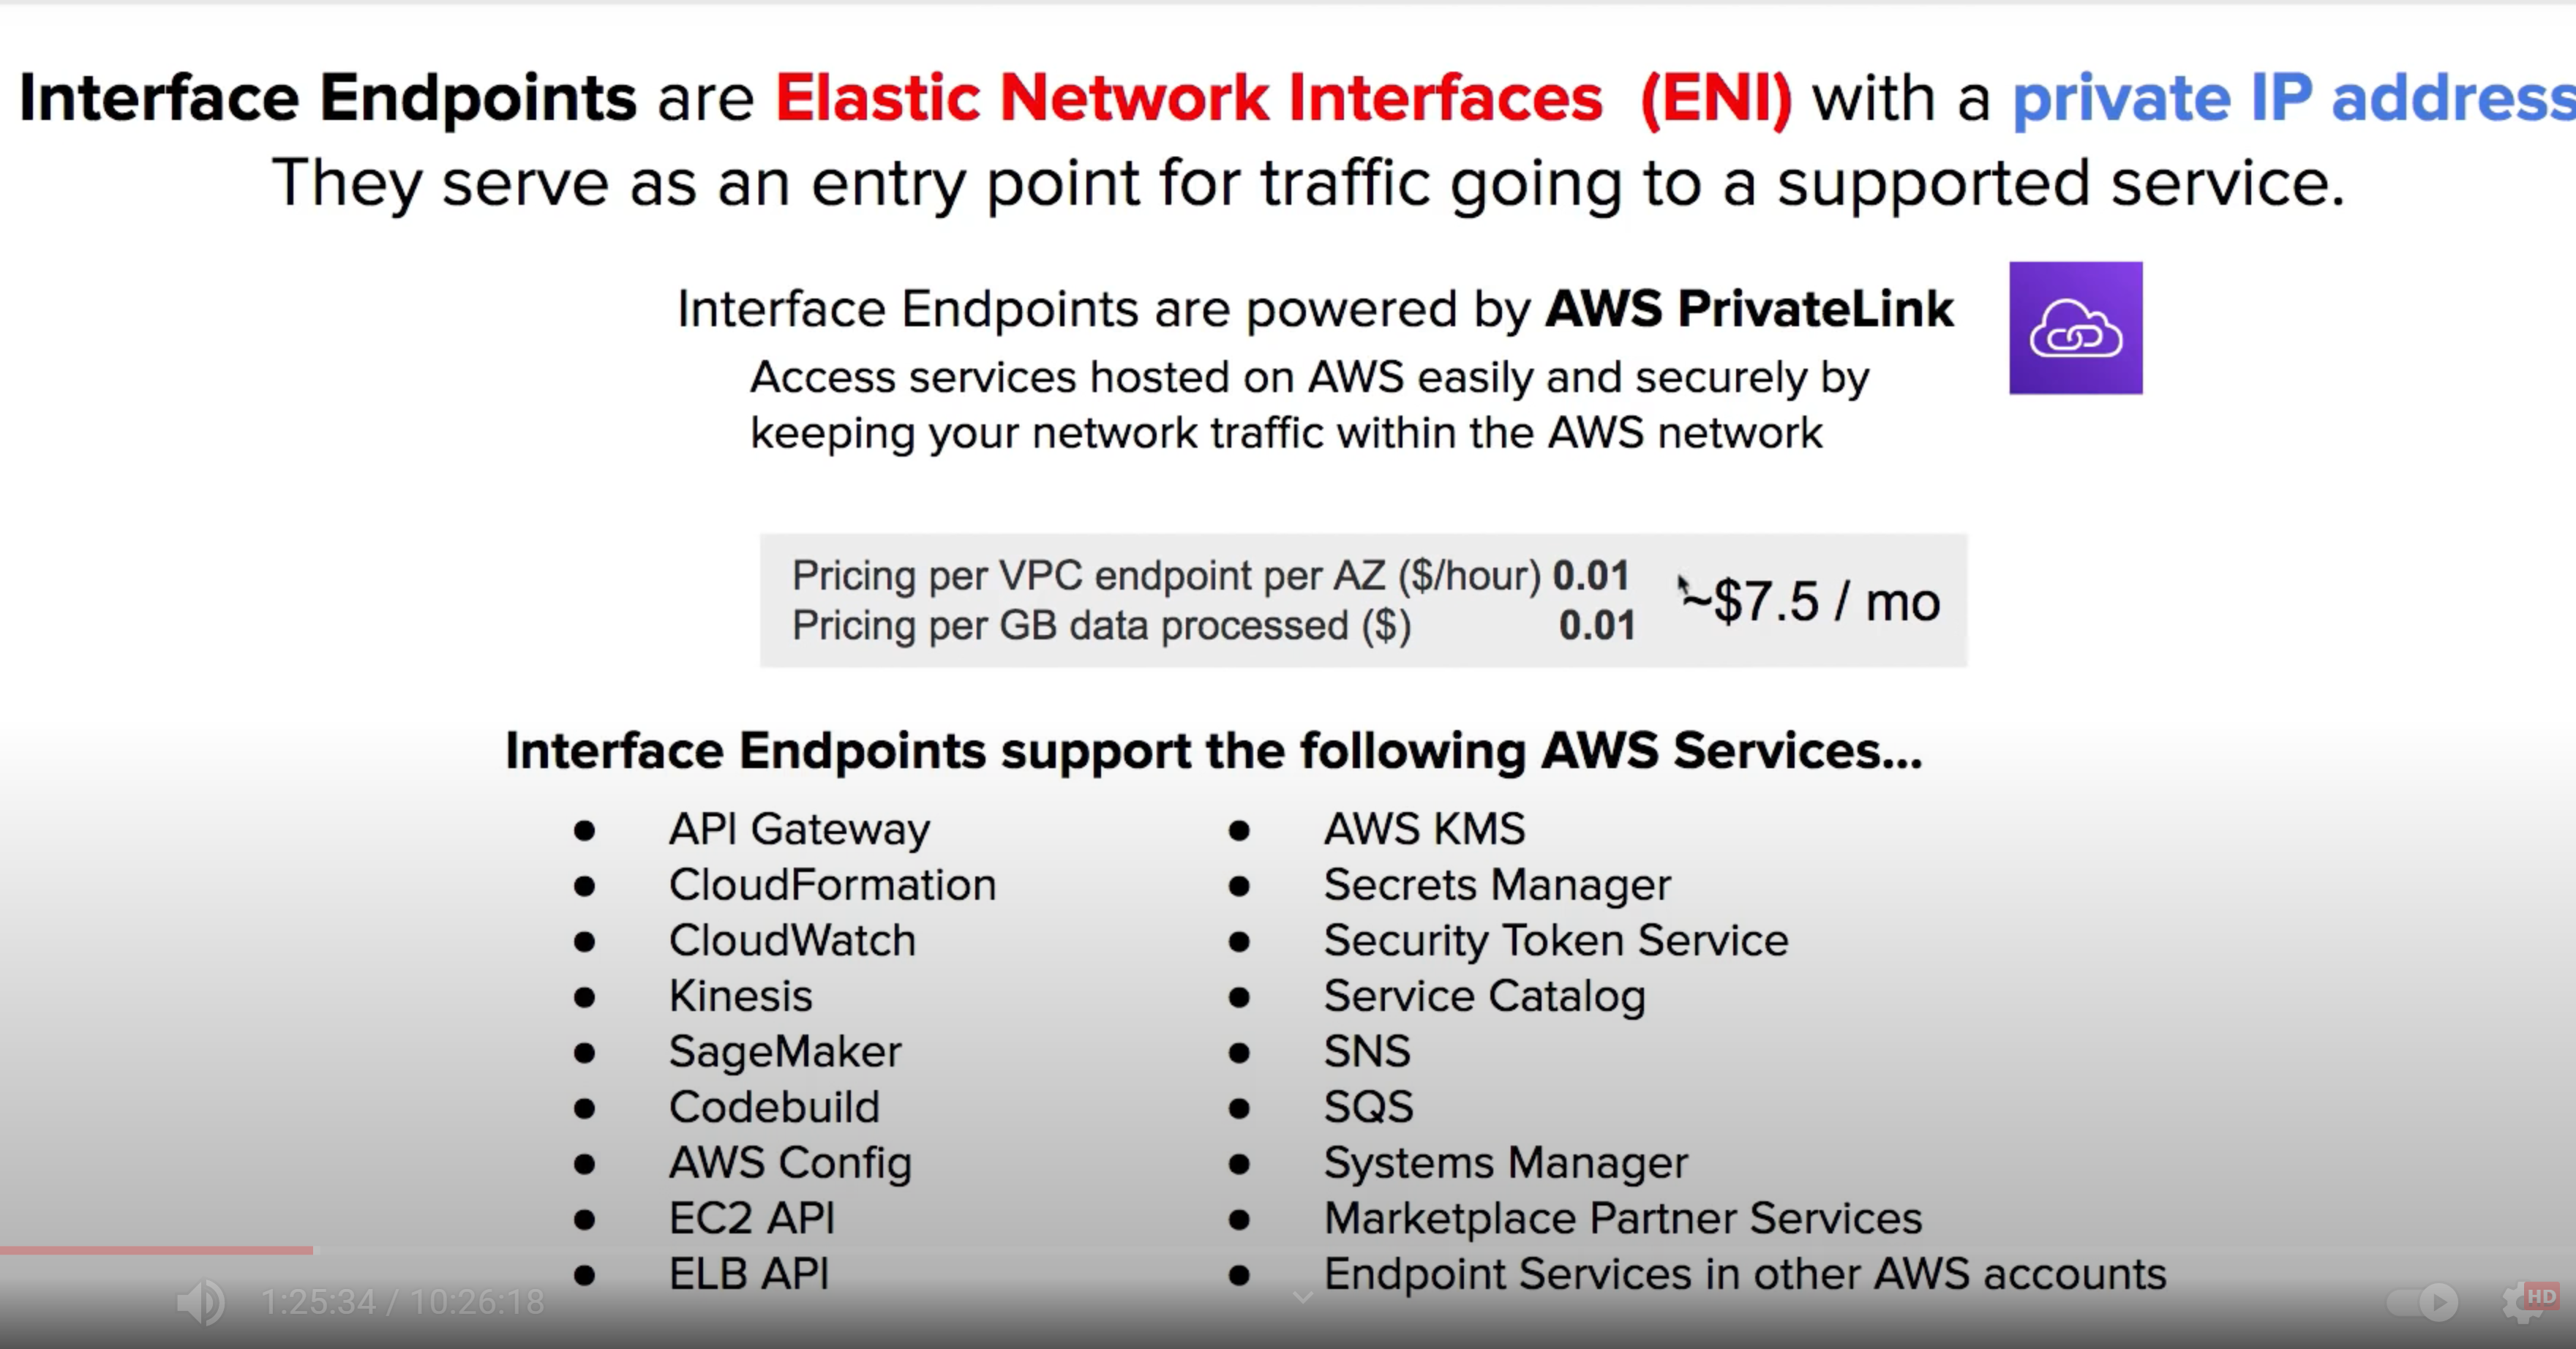 Interface Endpoints are Elastic Network Interfaces (ENI) with a private IP address
They serve as an entry point for traffic going to a supported service.
Interface Endpoints are powered by AWS PrivateLink
Access services hosted on AWS easily and securely by
keeping your network traffic within the AWS network
Pricing per VPC endpoint per AZ ($/hour) 0.01
Pricing per GB data processed ($) 0.01
~$7.5 / mo
Interface Endpoints support the following AWS Services...
● API Gateway
● CloudFormation
● CloudWatch
● Kinesis
● SageMaker
● Codebuild
● AWS Config
● EC2 API
● ELB API
● AWS KMS
● Secrets Manager
● Security Token Service
● Service Catalog
● SNS
● SQS
● Systems Manager
● Marketplace Partner Services
● Endpoint Services in other AWS accounts
1:25:34 / 10:26:18
HD